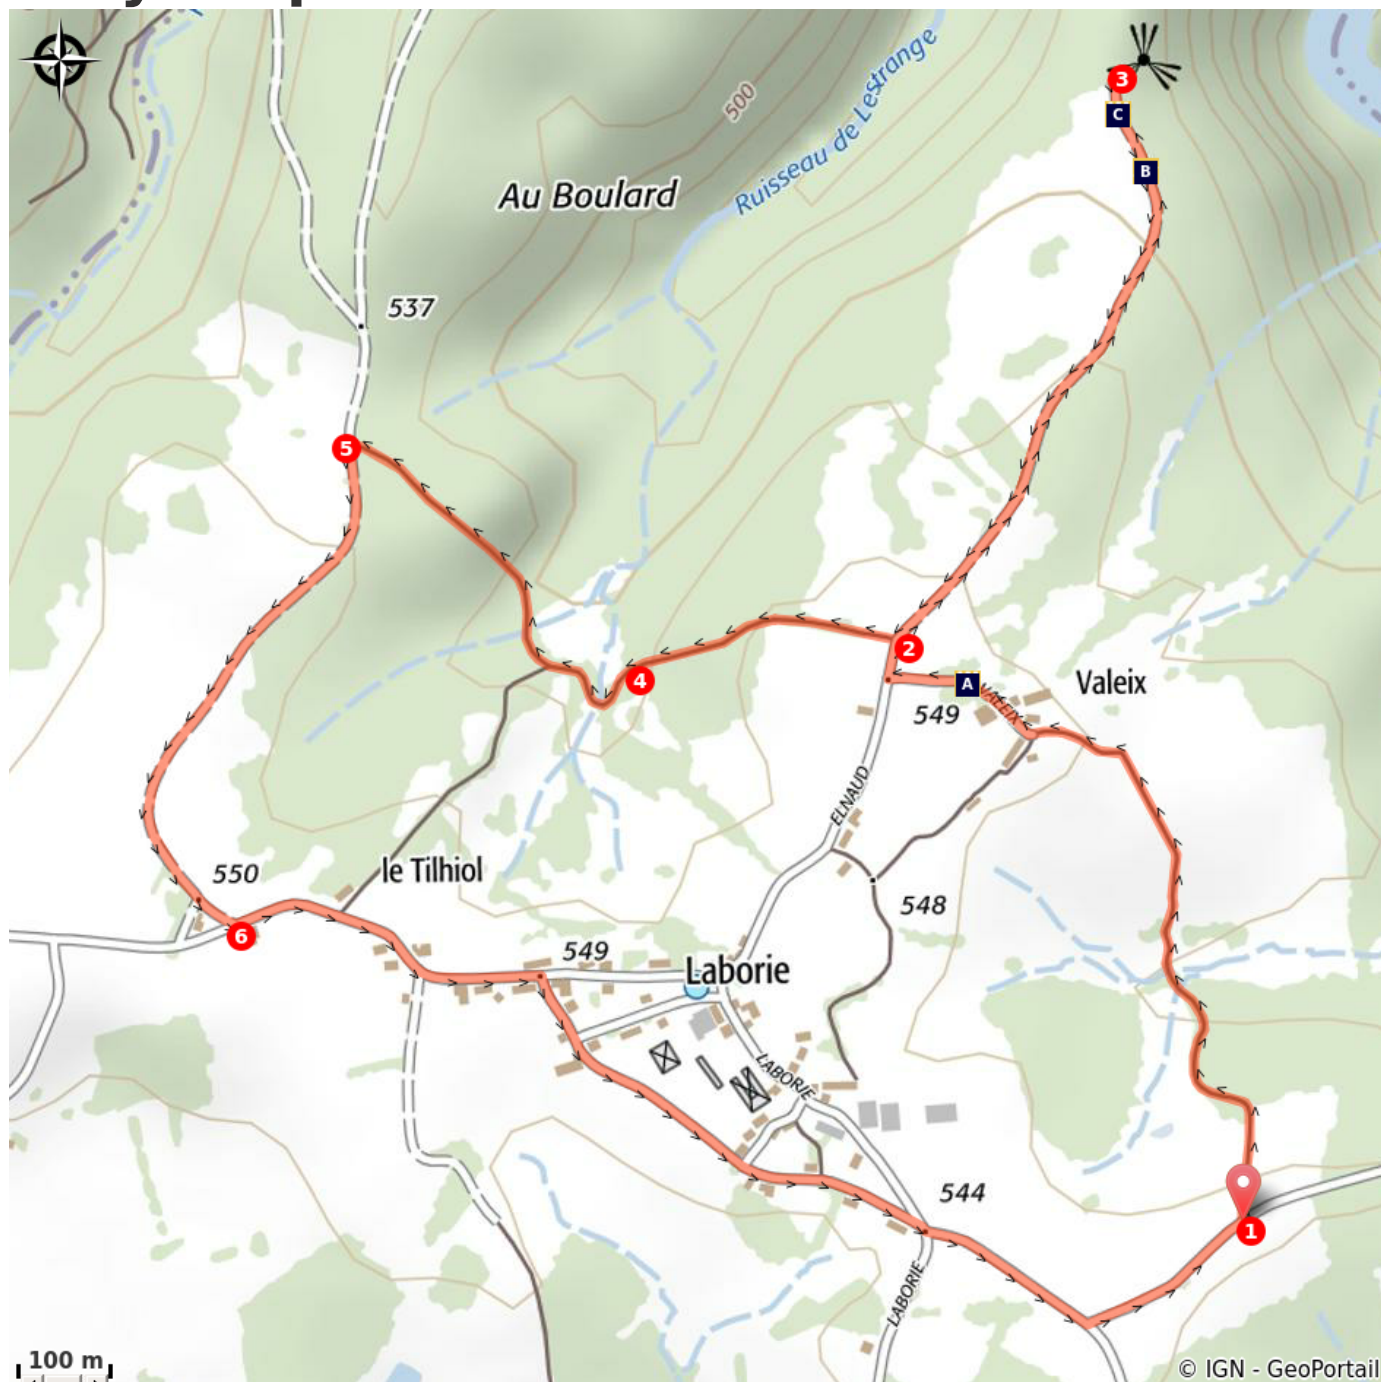 3
C
500
Ruisseau de Lestrange
B
Au Boulard
537
5
2
4
A
VALEIX
Valeix
549
ELNAUD
550
le Tilhiol
548
6
549
Laborie
LABORIE
544
1
LABORIE
100 m
© IGN - GeoPortail